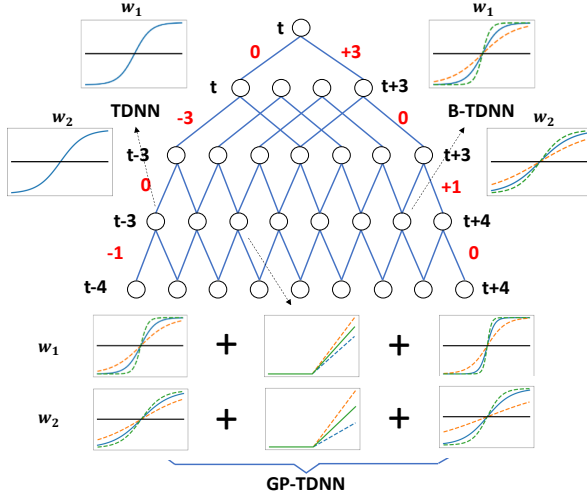 w₁
w₁
t
0
+3
t
t+3
TDNN
-3
0
B-TDNN
w₂
w₂
t-3
t+3
0
+1
t-3
t+4
-1
0
t-4
t+4
w₁
+
+
w₂
+
+
GP-TDNN